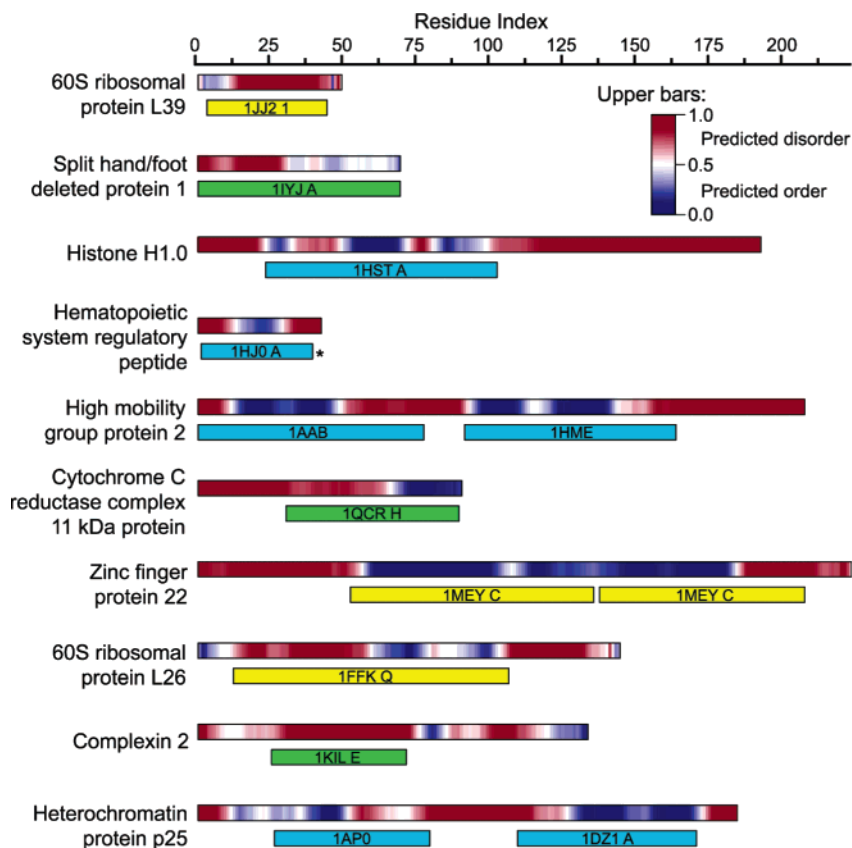 Residue Index
0 25 50 75 100 125 150 175 200
60S ribosomal
protein L39
1JJ2 1
Upper bars:
1.0
Predicted disorder
0.5
Predicted order
0.0
Split hand/foot
deleted protein 1
1IYJ A
Histone H1.0
1HST A
Hematopoietic
system regulatory
peptide
1HJ0 A *
High mobility
group protein 2
1AAB 1HME
Cytochrome C
reductase complex
11 kDa protein
1QCR H
Zinc finger
protein 22
1MEY C 1MEY C
60S ribosomal
protein L26
1FFK Q
Complexin 2
1KIL E
Heterochromatin
protein p25
1AP0 1DZ1 A